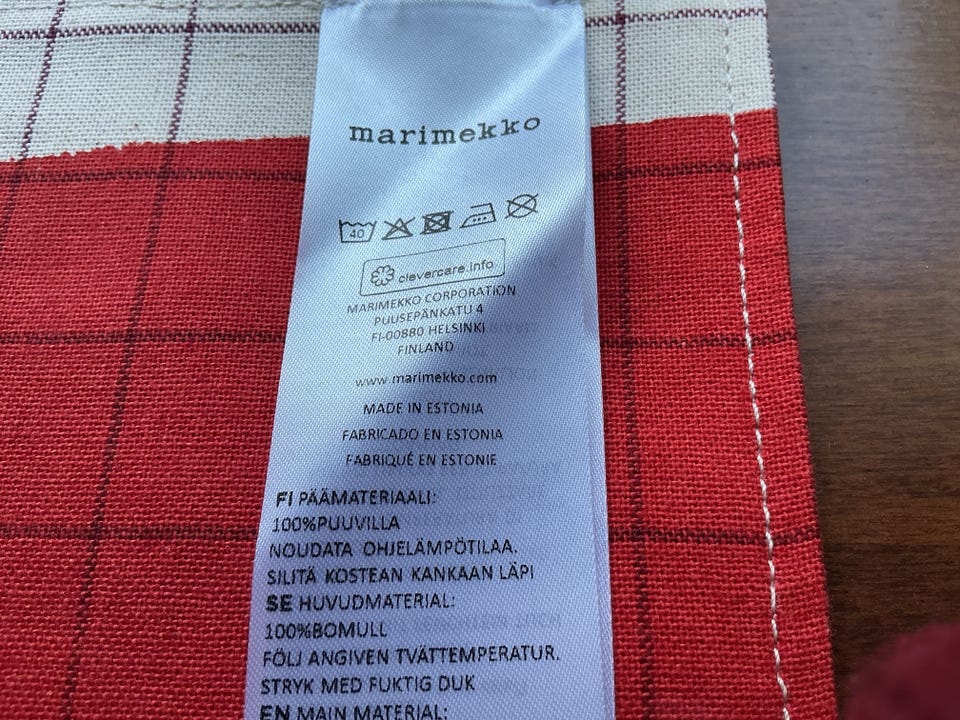 marimekko
40
clevercare.info
MARIMEKKO CORPORATION
PUUSEPÄNKATU 4
FI-00880 HELSINKI
FINLAND
www.marimekko.com
MADE IN ESTONIA
FABRICADO EN ESTONIA
FABRIQUÉ EN ESTONIE
FI PÄÄMATERIAALI:
100%PUUVILLA
NOUDATA OHJELÄMPÖTILAA.
SILITÄ KOSTEAN KANKAAN LÄPI
SE HUVUDMATERIAL:
100%BOMULL
FÖLJ ANGIVEN TVÄTTEMPERATUR.
STRYK MED FUKTIG DUK
EN MAIN MATERIAL: